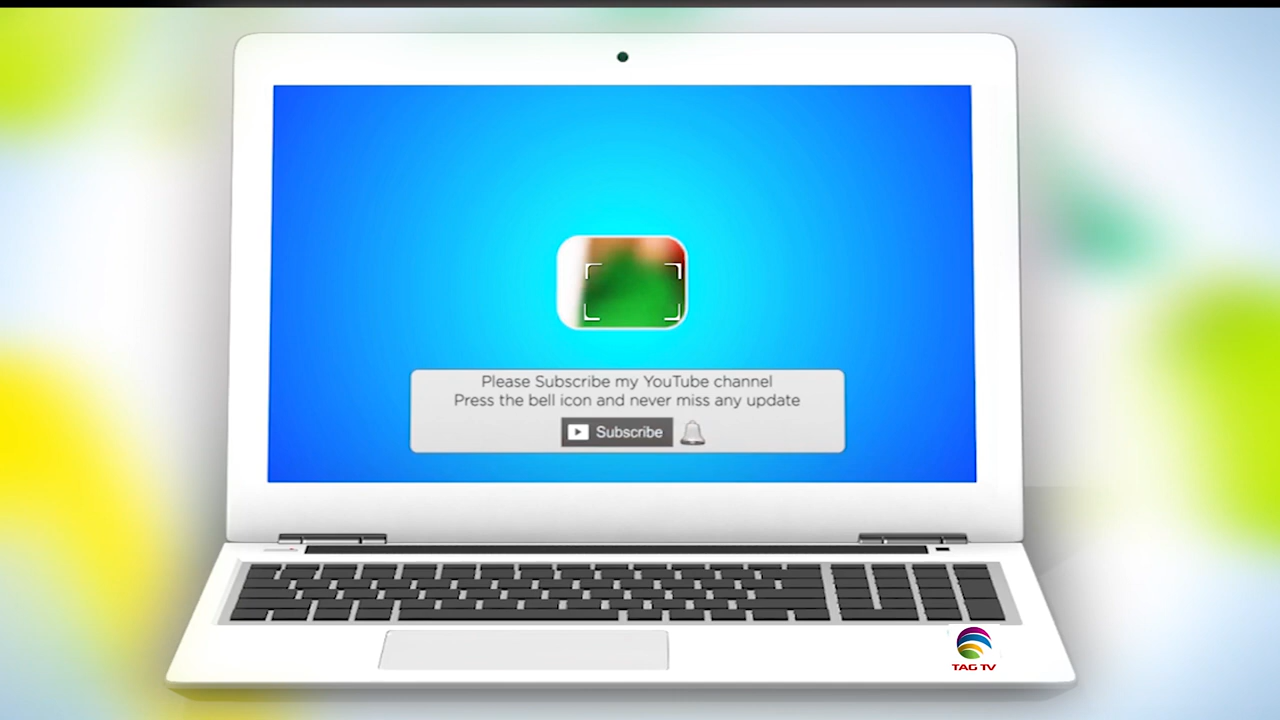 Please Subscribe my YouTube channel
Press the bell icon and never miss any update
Subscribe
TAG TV